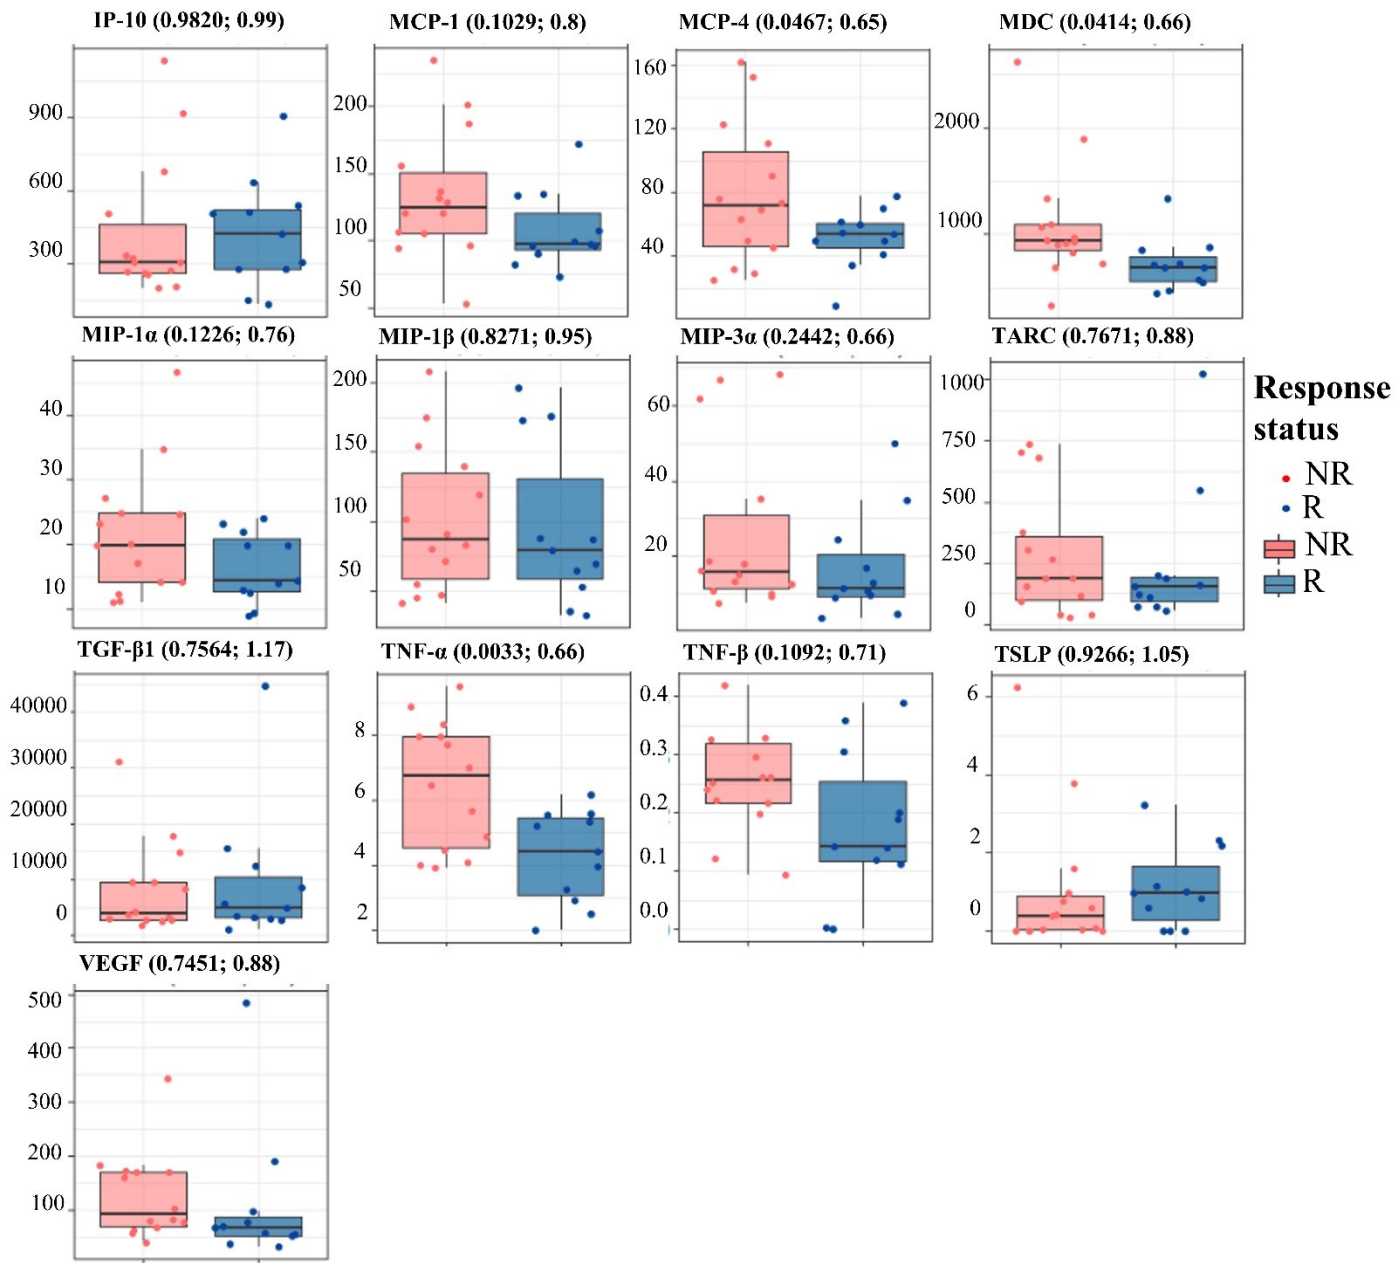 IP-10 (0.9820; 0.99)
MCP-1 (0.1029; 0.8)
MCP-4 (0.0467; 0.65)
MDC (0.0414; 0.66)
900
600
300
200
150
100
50
160
120
80
40
2000
1000
MIP-1α (0.1226; 0.76)
MIP-1β (0.8271; 0.95)
MIP-3α (0.2442; 0.66)
TARC (0.7671; 0.88)
40
30
20
10
200
150
100
50
60
40
20
1000
750
500
250
0
Response
status
NR
R
NR
R
TGF-β1 (0.7564; 1.17)
TNF-α (0.0033; 0.66)
TNF-β (0.1092; 0.71)
TSLP (0.9266; 1.05)
40000
30000
20000
10000
0
8
6
4
2
0.4
0.3
0.2
0.1
0.0
6
4
2
0
VEGF (0.7451; 0.88)
500
400
300
200
100